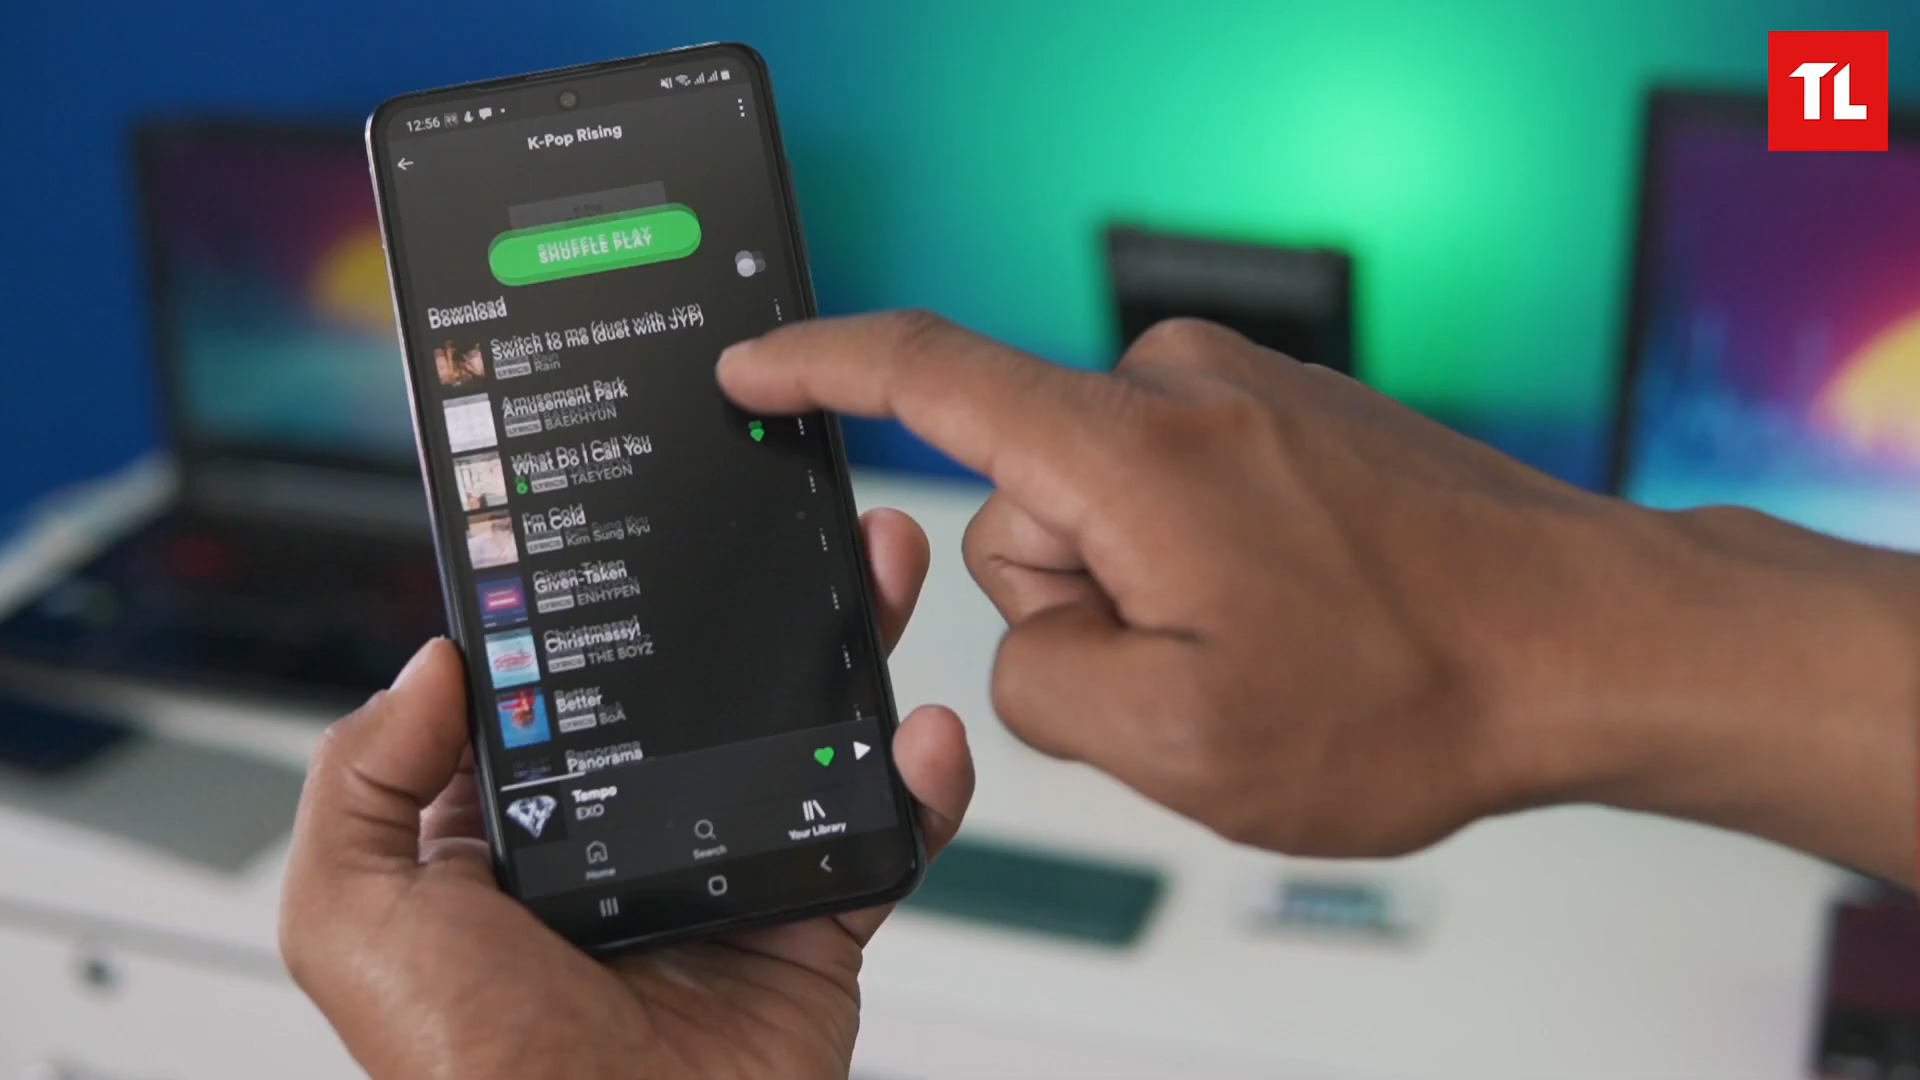 TL
12:56
K-Pop Rising
K-Pop
SHUFFLE PLAY
Download
Switch to me (duet with JYP)
LYRICS Rain
Amusement Park
LYRICS BAEKHYUN
What Do I Call You
LYRICS TAEYEON
I'm Cold
LYRICS Kim Sung Kyu
Given-Taken
LYRICS ENHYPEN
Christmassy!
LYRICS THE BOYZ
Better
LYRICS BoA
Panorama
Tempo
EXO
Home
Search
Your Library